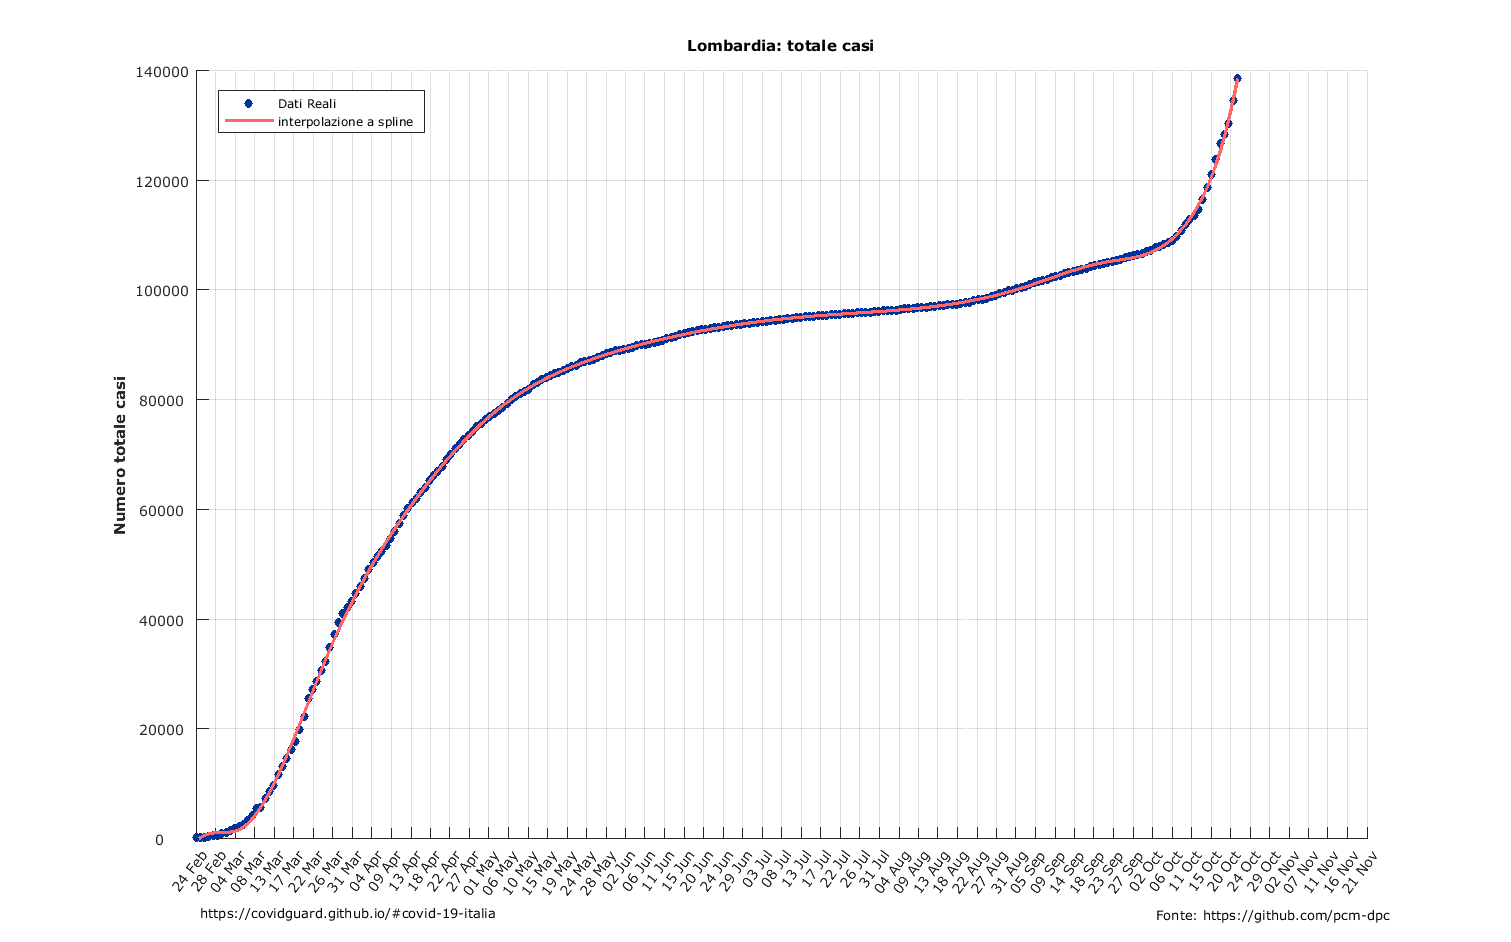 Lombardia: totale casi
140000
120000
100000
80000
60000
40000
20000
0
Numero totale casi
Dati Reali
interpolazione a spline
24 Feb
28 Feb
04 Mar
08 Mar
13 Mar
17 Mar
22 Mar
26 Mar
31 Mar
04 Apr
09 Apr
13 Apr
18 Apr
22 Apr
27 Apr
01 May
06 May
10 May
15 May
19 May
24 May
28 May
02 Jun
06 Jun
11 Jun
15 Jun
20 Jun
24 Jun
29 Jun
03 Jul
08 Jul
13 Jul
17 Jul
22 Jul
26 Jul
31 Jul
04 Aug
09 Aug
13 Aug
18 Aug
22 Aug
27 Aug
31 Aug
05 Sep
09 Sep
14 Sep
18 Sep
23 Sep
27 Sep
02 Oct
06 Oct
11 Oct
15 Oct
20 Oct
24 Oct
29 Oct
02 Nov
07 Nov
11 Nov
16 Nov
21 Nov
https://covidguard.github.io/#covid-19-italia
Fonte: https://github.com/pcm-dpc